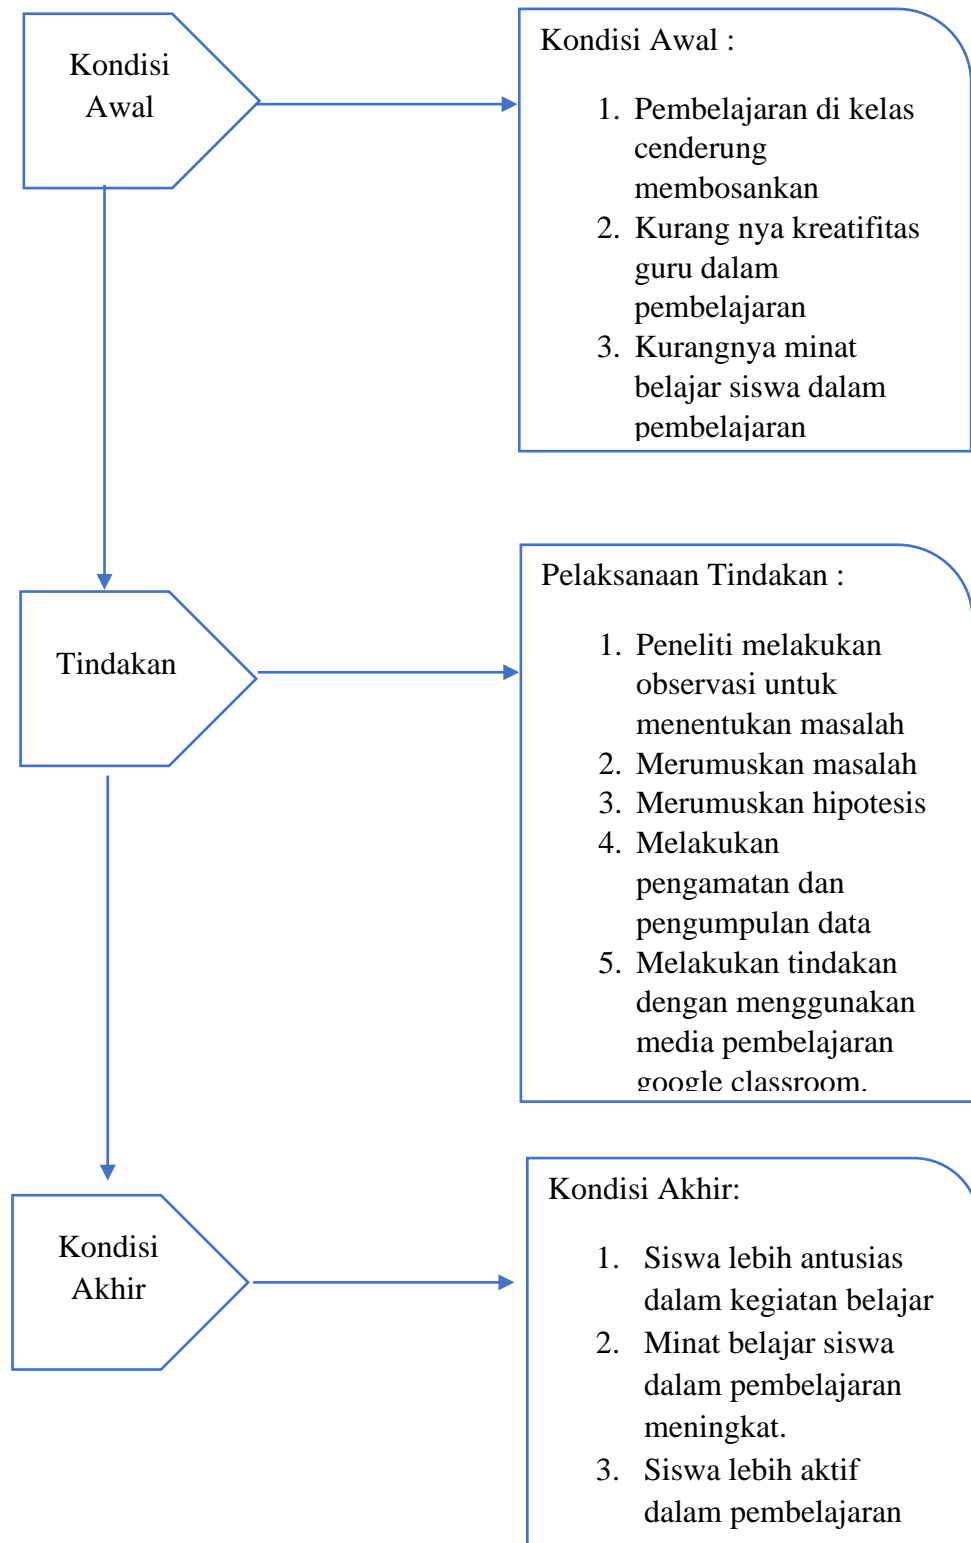 Kondisi
Awal
Kondisi Awal :
1. Pembelajaran di kelas
cenderung
membosankan
2. Kurang nya kreatifitas
guru dalam
pembelajaran
3. Kurangnya minat
belajar siswa dalam
pembelajaran
Tindakan
Pelaksanaan Tindakan :
1. Peneliti melakukan
observasi untuk
menentukan masalah
2. Merumuskan masalah
3. Merumuskan hipotesis
4. Melakukan
pengamatan dan
pengumpulan data
5. Melakukan tindakan
dengan menggunakan
media pembelajaran
google classroom.
Kondisi
Akhir
Kondisi Akhir:
1. Siswa lebih antusias
dalam kegiatan belajar
2. Minat belajar siswa
dalam pembelajaran
meningkat.
3. Siswa lebih aktif
dalam pembelajaran